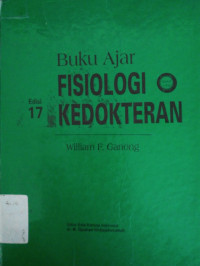 Buku Ajar
FISIOLOGI
KEDOKTERAN
Edisi
17
William F. Ganong